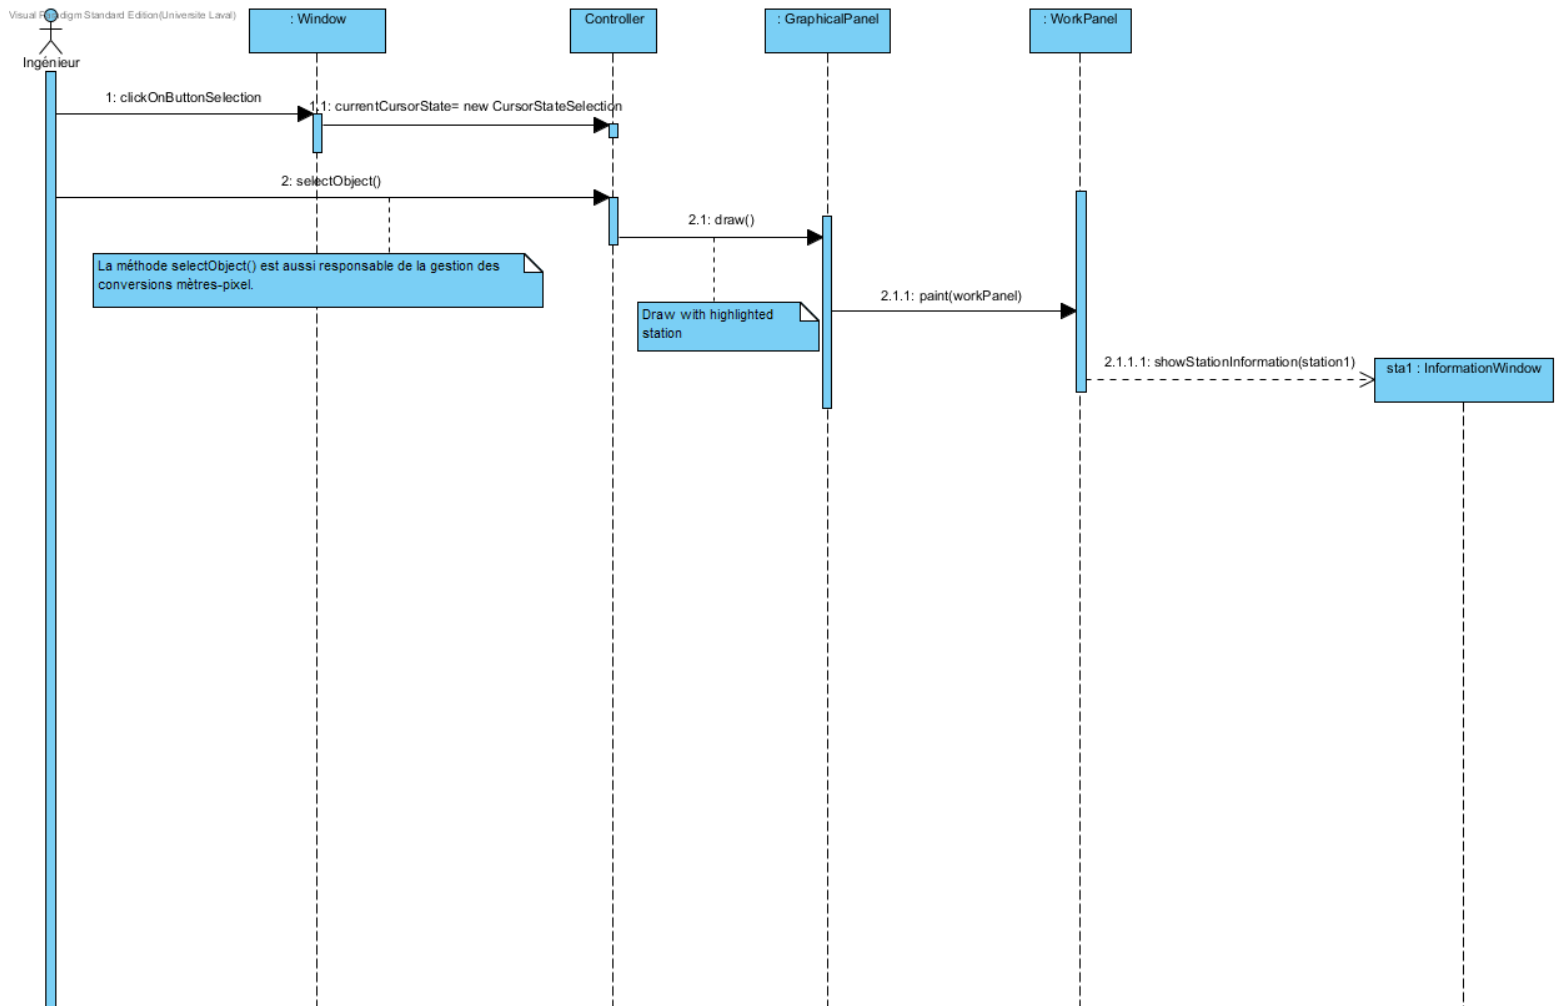 Visual Paradigm Standard Edition(Universite Laval)
Ingénieur
: Window
Controller
: GraphicalPanel
: WorkPanel
1: clickOnButtonSelection
1.1: currentCursorState= new CursorStateSelection
2: selectObject()
2.1: draw()
La méthode selectObject() est aussi responsable de la gestion des
conversions mètres-pixel.
Draw with highlighted
station
2.1.1: paint(workPanel)
2.1.1.1: showStationInformation(station1)
sta1 : InformationWindow